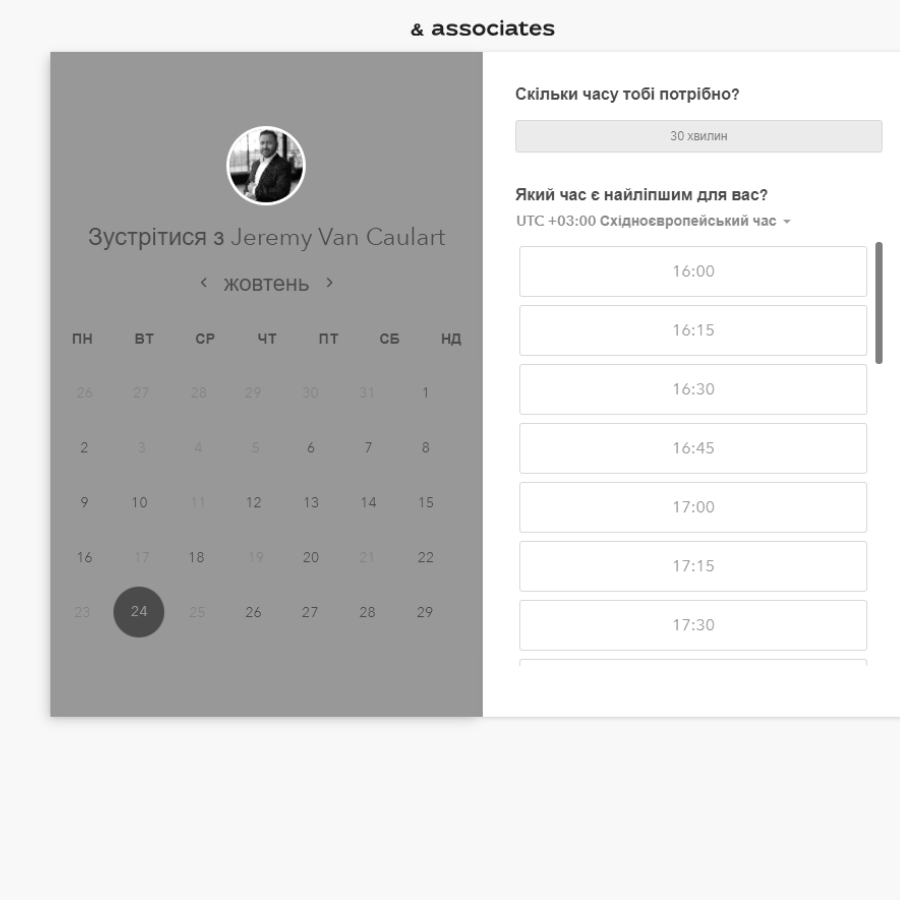 & associates
Зустрітися з Jeremy Van Caulart
жовтень
ПН ВТ СР ЧТ ПТ СБ НД
26 27 28 29 30 31 1
2 3 4 5 6 7 8
9 10 11 12 13 14 15
16 17 18 19 20 21 22
23 24 25 26 27 28 29
Скільки часу тобі потрібно?
30 хвилин
Який час є найліпшим для вас?
UTC +03:00 Східноєвропейський час
16:00
16:15
16:30
16:45
17:00
17:15
17:30